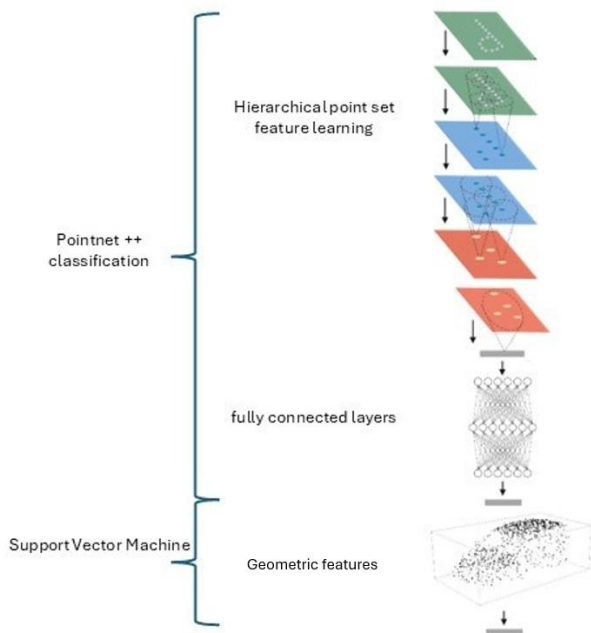 Hierarchical point set
feature learning
Pointnet ++
classification
fully connected layers
Support Vector Machine
Geometric features